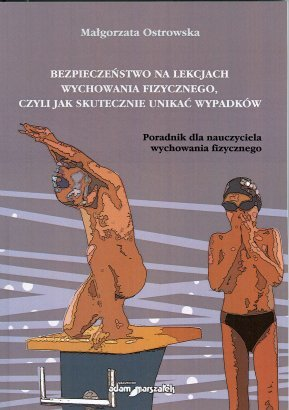 Małgorzata Ostrowska
BEZPIECZEŃSTWO NA LEKCJACH
WYCHOWANIA FIZYCZNEGO,
CZYLI JAK SKUTECZNIE UNIKAĆ WYPADKÓW
Poradnik dla nauczyciela
wychowania fizycznego
adam marszałek